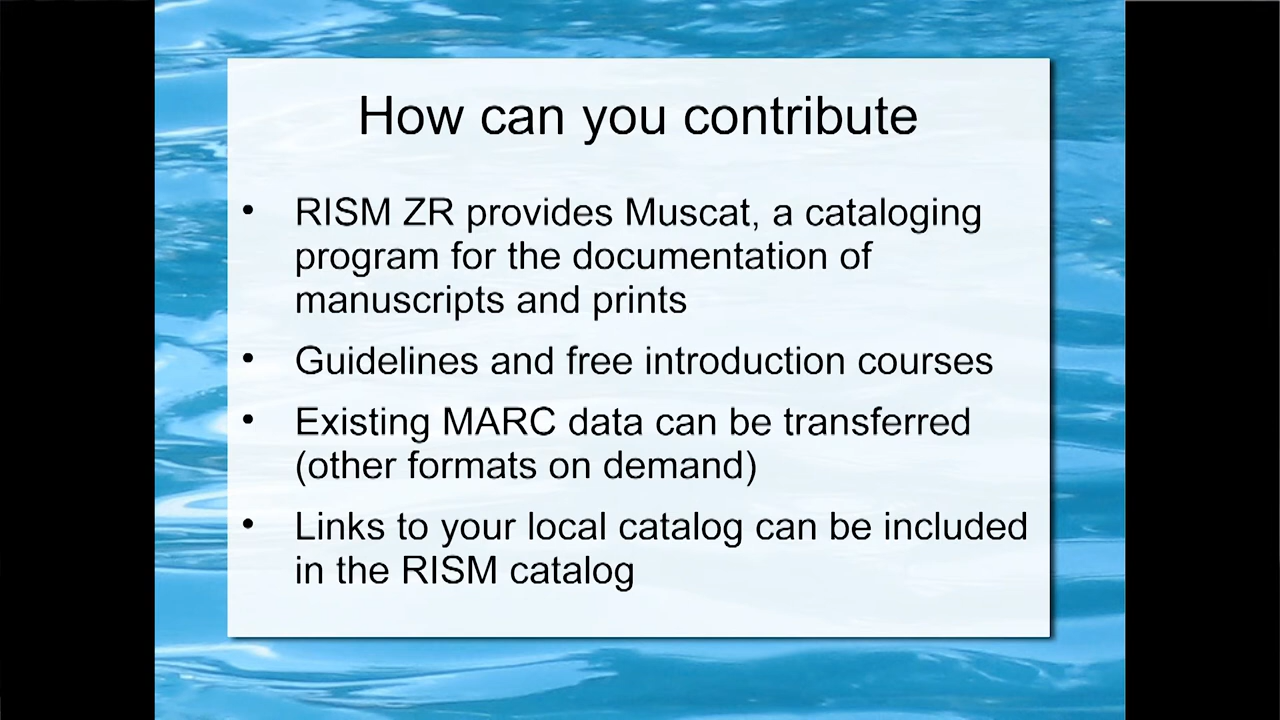 How can you contribute
• RISM ZR provides Muscat, a cataloging
program for the documentation of
manuscripts and prints
• Guidelines and free introduction courses
• Existing MARC data can be transferred
(other formats on demand)
• Links to your local catalog can be included
in the RISM catalog